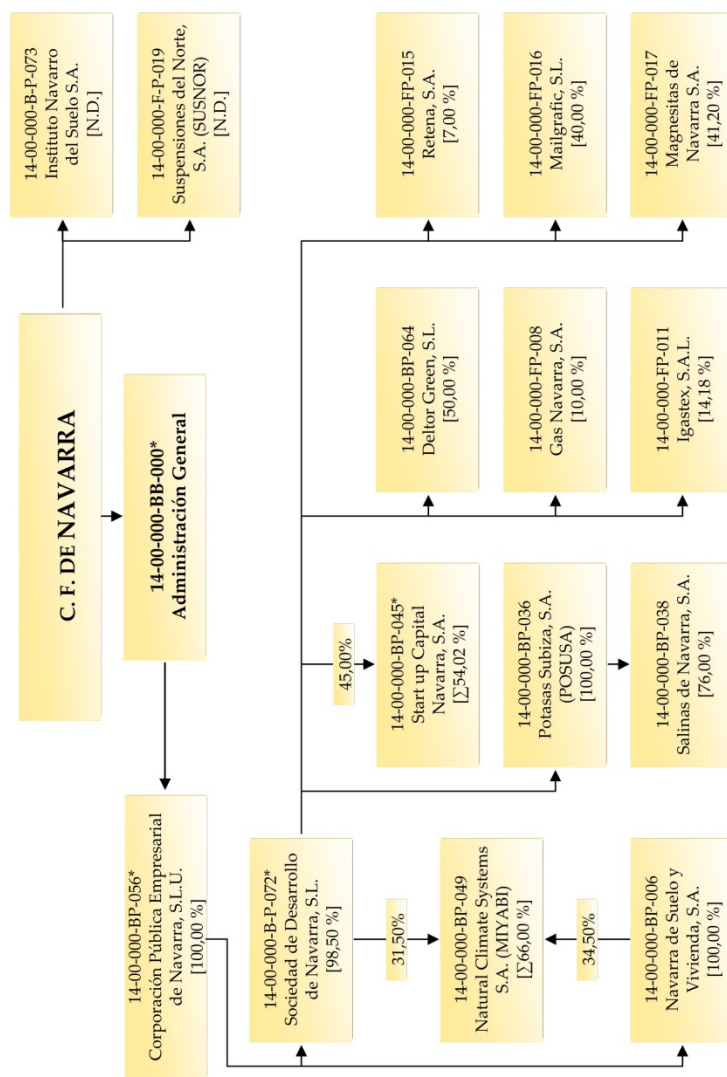 C. F. DE NAVARRA
14-00-000-B-P-073
Instituto Navarro
del Suelo S.A.
[N.D.]
14-00-000-F-P-019
Suspensiones del Norte,
S.A. (SUSNOR)
[N.D.]
14-00-000-BB-000*
Administración General
14-00-000-BP-056*
Corporación Pública Empresarial
de Navarra, S.L.U.
[100,00 %]
14-00-000-B-P-072*
Sociedad de Desarrollo
de Navarra, S.L.
[98,50 %]
31,50%
14-00-000-BP-049
Natural Climate Systems
S.A. (MIYABI)
[∑66,00 %]
34,50%
14-00-000-BP-006
Navarra de Suelo y
Vivienda, S.A.
[100,00 %]
45,00%
14-00-000-BP-045*
Start up Capital
Navarra, S.A.
[∑54,02 %]
14-00-000-BP-036
Potasas Subiza, S.A.
(POSUSA)
[100,00 %]
14-00-000-BP-038
Salinas de Navarra, S.A.
[76,00 %]
14-00-000-BP-064
Deltor Green, S.L.
[50,00 %]
14-00-000-FP-008
Gas Navarra, S.A.
[10,00 %]
14-00-000-FP-011
Igastex, S.A.L.
[14,18 %]
14-00-000-FP-015
Retena, S.A.
[7,00 %]
14-00-000-FP-016
Mailgrafic, S.L.
[40,00 %]
14-00-000-FP-017
Magnesitas de
Navarra S.A.
[41,20 %]